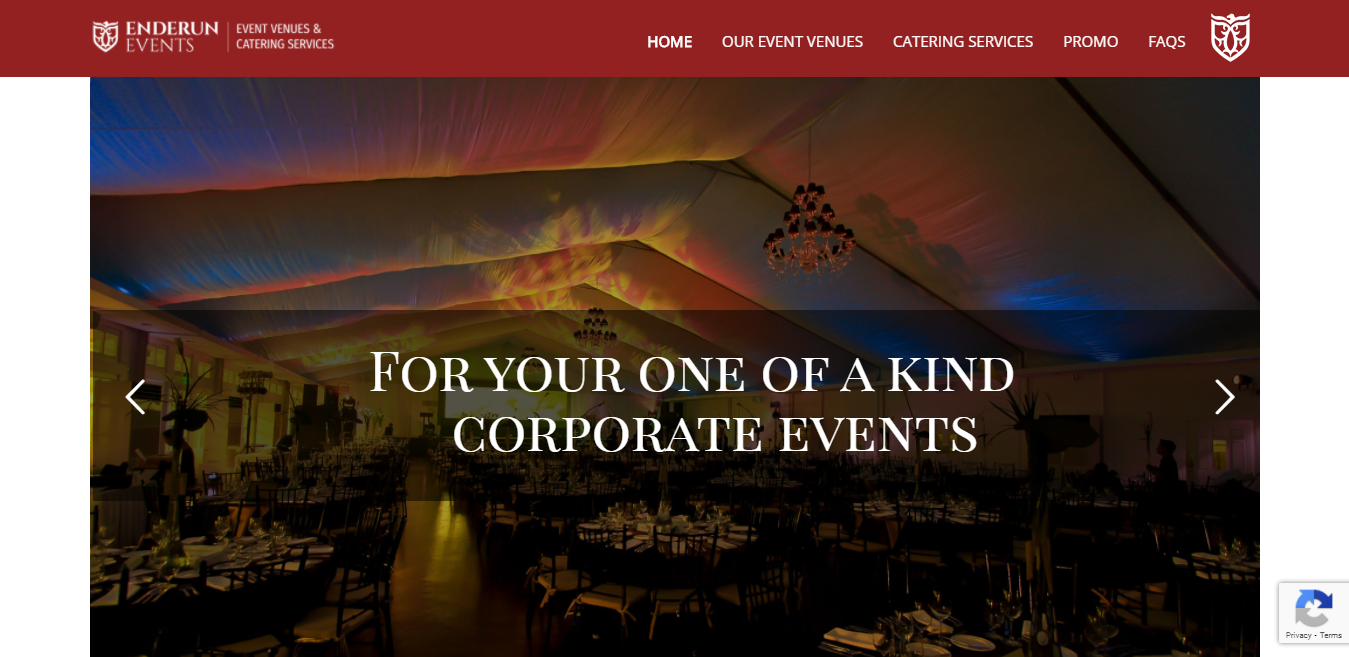 ENDERUN
EVENTS
EVENT VENUES &
CATERING SERVICES
HOME
OUR EVENT VENUES
CATERING SERVICES
PROMO
FAQS
For your one of a kind
corporate events
Privacy - Terms